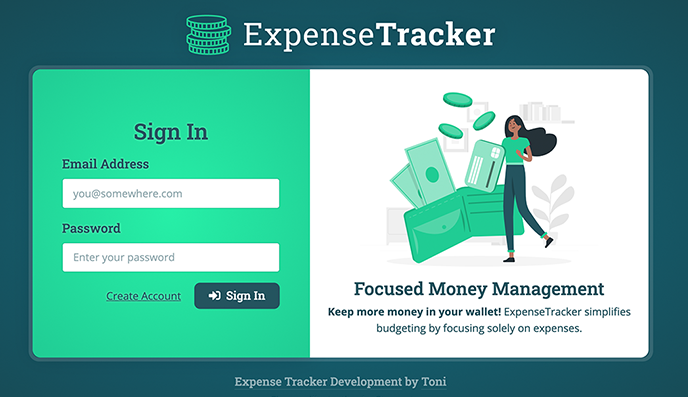 ExpenseTracker
Sign In
Email Address
you@somewhere.com
Password
Enter your password
Create Account
Sign In
Focused Money Management
Keep more money in your wallet! ExpenseTracker simplifies
budgeting by focusing solely on expenses.
Expense Tracker Development by Toni